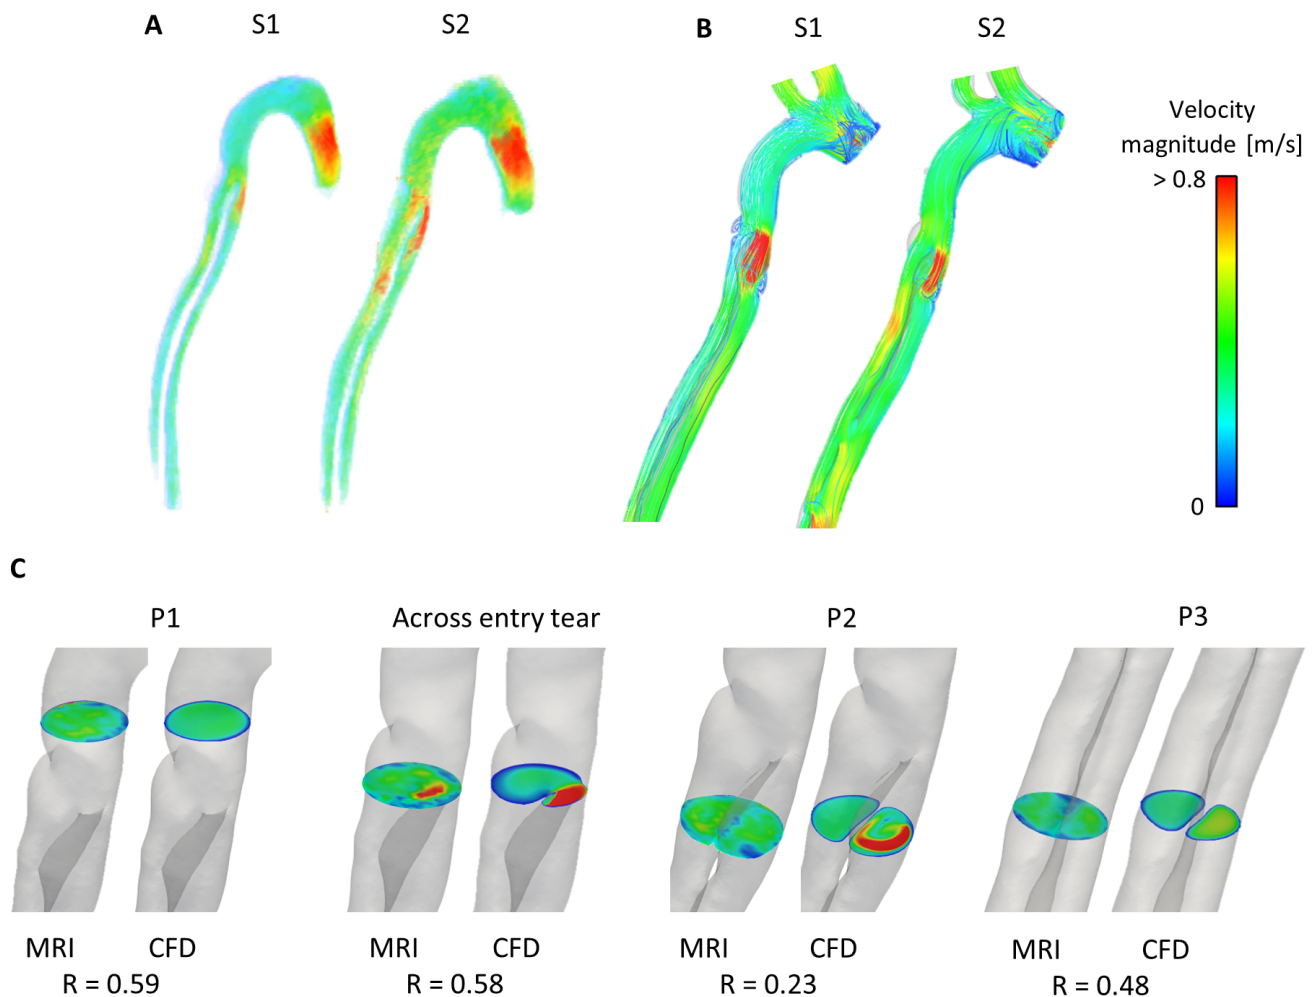 A
S1
S2
B
S1
S2
Velocity
magnitude [m/s]
> 0.8
0
C
P1
Across entry tear
P2
P3
MRI
CFD
MRI
CFD
MRI
CFD
MRI
CFD
R = 0.59
R = 0.58
R = 0.23
R = 0.48